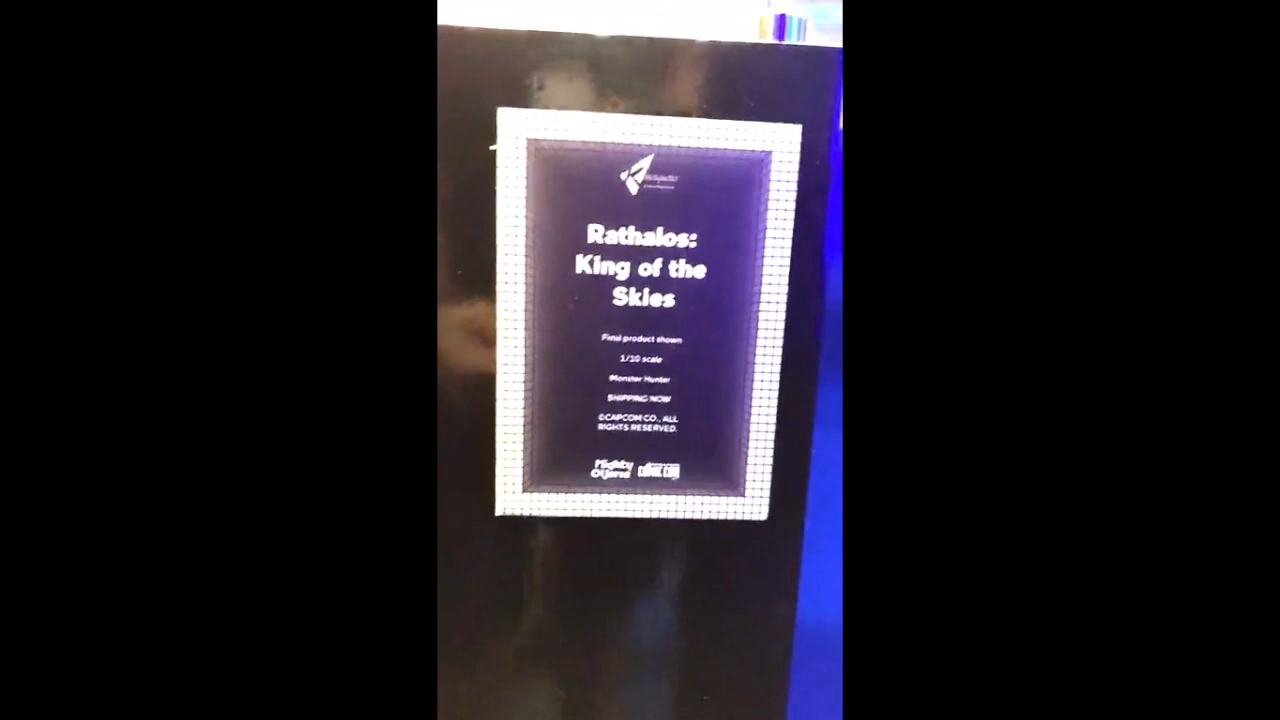 Rathalos:
King of the
Skies
Final product shown
1/10 scale
Monster Hunter
SHIPPING NOW
©CAPCOM CO., ALL
RIGHTS RESERVED.
Mighty